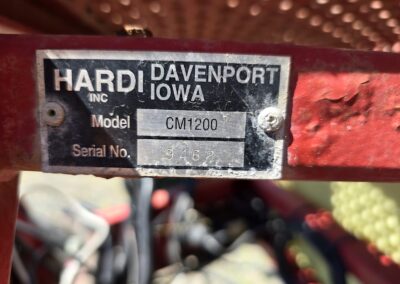 HARDI
INC
DAVENPORT
IOWA
Model CM1200
Serial No.